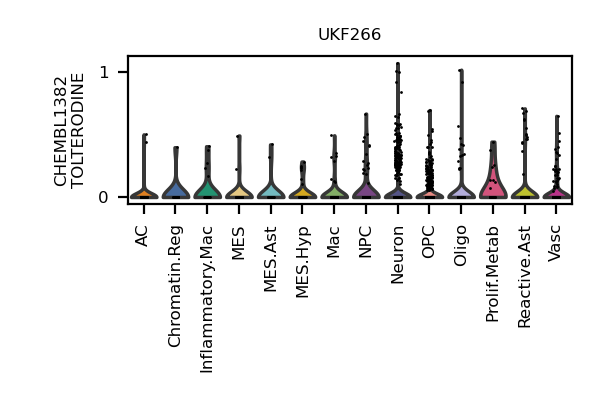 UKF266
CHEMBL1382
TOLTERODINE
1
0
AC
Chromatin.Reg
Inflammatory.Mac
MES
MES.Ast
MES.Hyp
Mac
NPC
Neuron
OPC
Oligo
Prolif.Metab
Reactive.Ast
Vasc